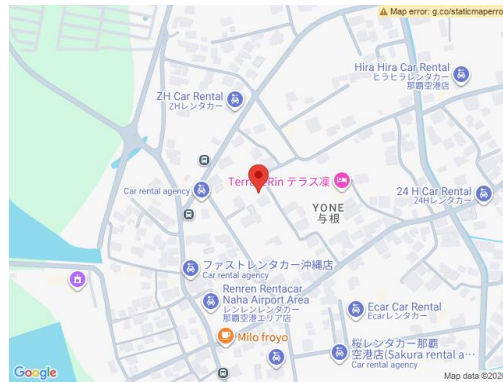 Map error: g.co/staticmaperro
Hira Hira Car Rental
ヒラヒラレンタカー
那覇空港店
ZH Car Rental
ZHレンタカー
Terrace Rin テラス凜
Car rental agency
YONE
与根
24 H Car Rental
24Hレンタカー
ファストレンタカー沖縄店
Car rental agency
Renren Rentacar
Naha Airport Area
レンレンレンタカー
那覇空港エリア店
Ecar Car Rental
Ecarレンタカー
Milo froyo
桜レンタカー那覇
空港店(Sakura rental a…
Car rental agency
Google
Map data ©202